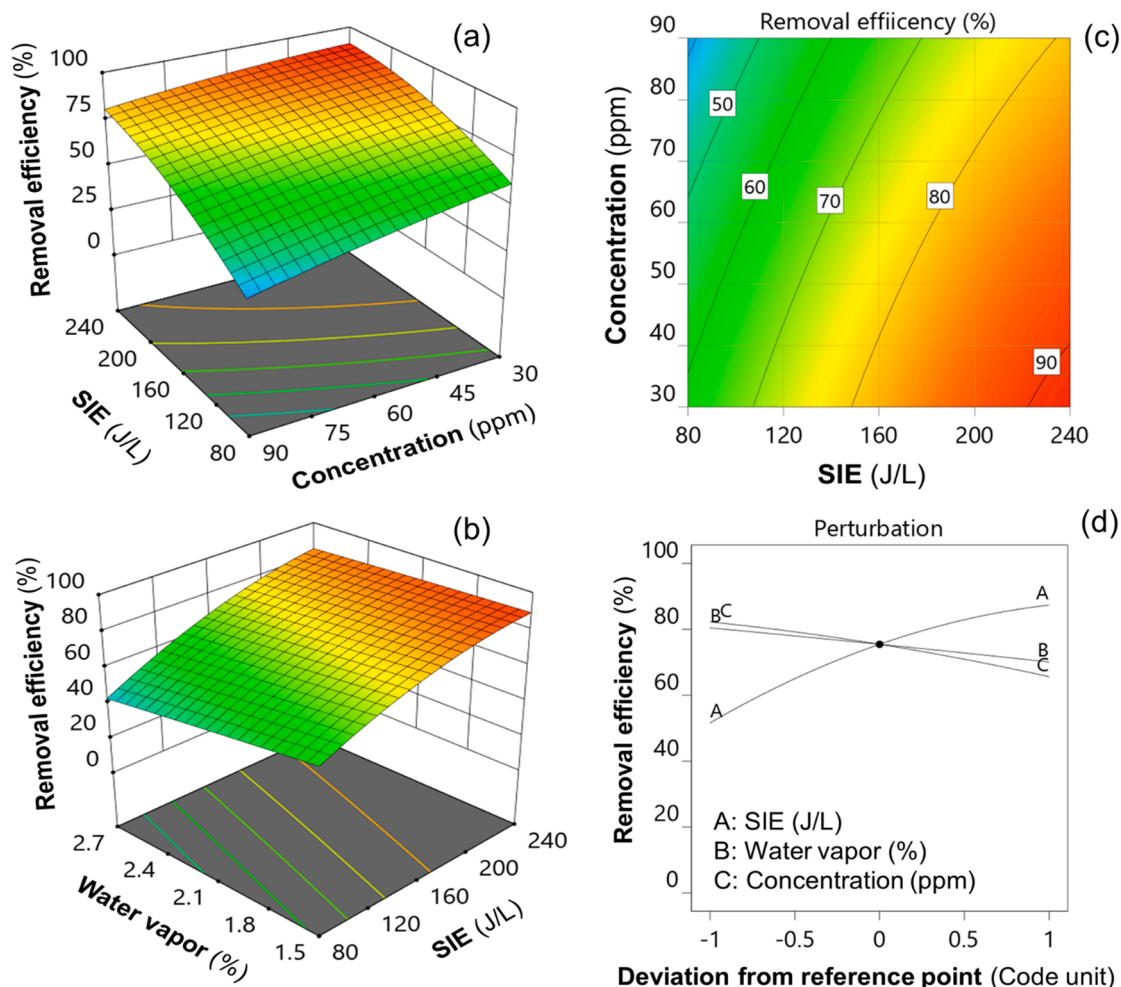 (a)
Removal efficiency (%)
100
75
50
25
0
240
200
160
120
80
SIE (J/L)
90
75
60
45
30
Concentration (ppm)
Removal effiicency (%)
(c)
Concentration (ppm)
90
80
70
60
50
40
30
50
60
70
80
90
80
120
160
200
240
SIE (J/L)
(b)
Removal efficiency (%)
100
80
60
40
20
0
2.7
2.4
2.1
1.8
1.5
Water vapor (%)
80
120
160
200
240
SIE (J/L)
(d)
Perturbation
Removal efficiency (%)
100
80
60
40
20
0
B
C
A
A
B
C
A: SIE (J/L)
B: Water vapor (%)
C: Concentration (ppm)
-1
-0.5
0
0.5
1
Deviation from reference point (Code unit)